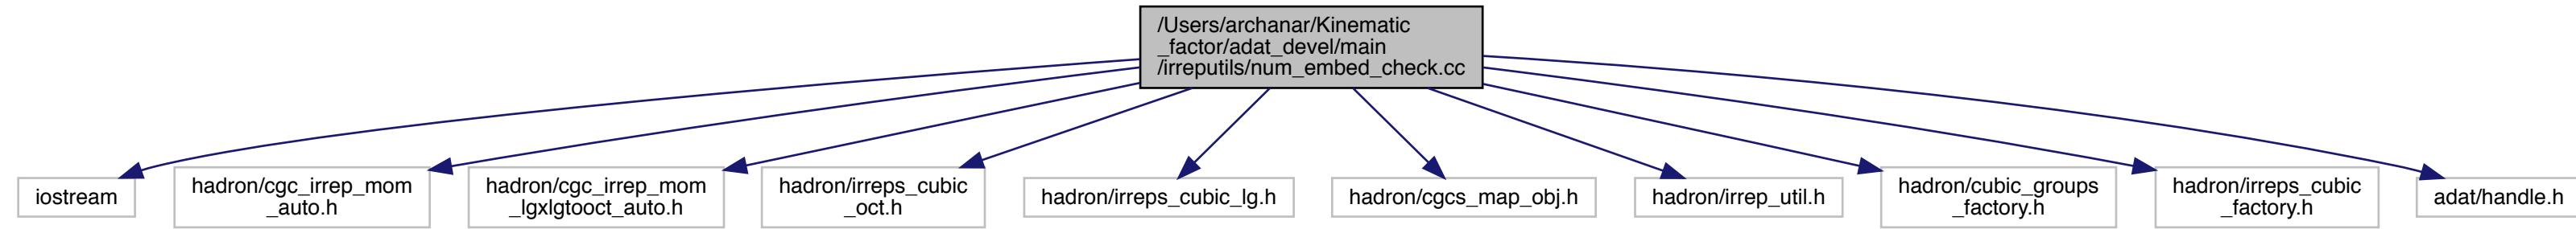 /Users/archanar/Kinematic
_factor/adat_devel/main
/irreputils/num_embed_check.cc
iostream
hadron/cgc_irrep_mom
_auto.h
hadron/cgc_irrep_mom
_lgxlgtooct_auto.h
hadron/irreps_cubic
_oct.h
hadron/irreps_cubic_lg.h
hadron/cgcs_map_obj.h
hadron/irrep_util.h
hadron/cubic_groups
_factory.h
hadron/irreps_cubic
_factory.h
adat/handle.h